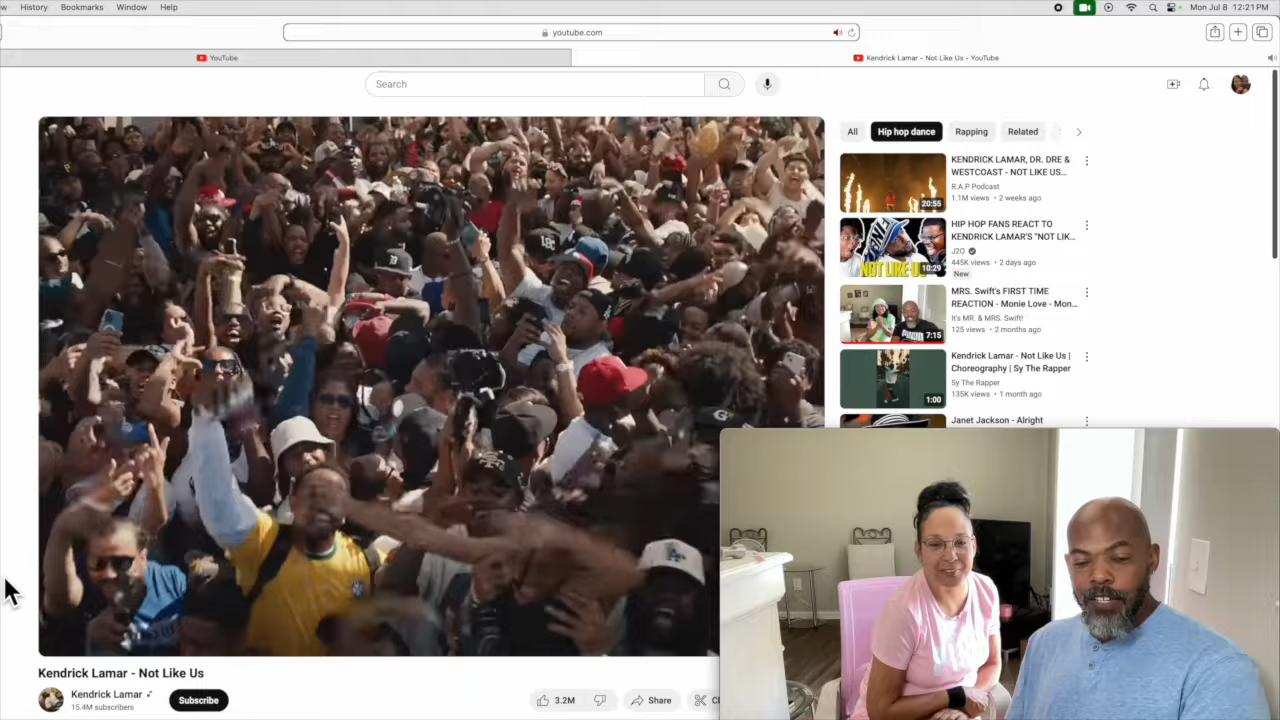 History Bookmarks Window Help
Mon Jul 8 12:21 PM
youtube.com
YouTube
Kendrick Lamar - Not Like Us - YouTube
Search
All Hip hop dance Rapping Related
KENDRICK LAMAR, DR. DRE &
WESTCOAST - NOT LIKE US...
R.A.P Podcast
1.1M views • 2 weeks ago
20:55
HIP HOP FANS REACT TO
KENDRICK LAMAR'S "NOT LIK...
J2O
445K views • 2 days ago
New
NOT LIKE US
10:29
MRS. Swift's FIRST TIME
REACTION - Monie Love - Mon...
It's MR. & MRS. Swift!
125 views • 2 months ago
7:15
Kendrick Lamar - Not Like Us |
Choreography | Sy The Rapper
Sy The Rapper
135K views • 1 month ago
1:00
Janet Jackson - Alright
Kendrick Lamar - Not Like Us
Kendrick Lamar
15.4M subscribers
Subscribe
3.2M
Share